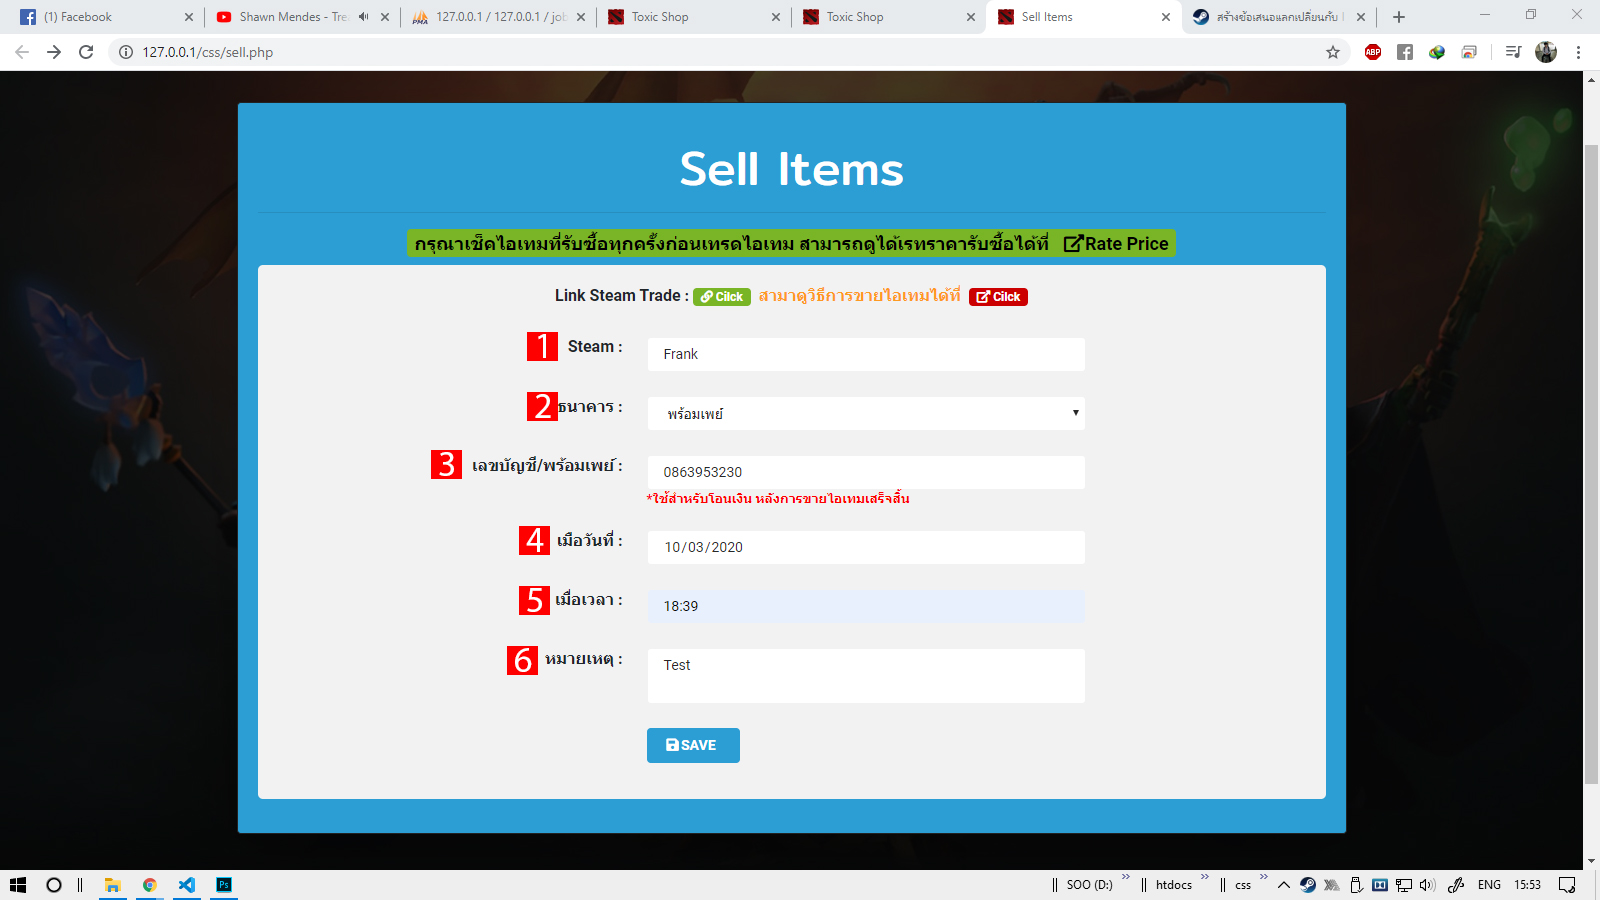 (1) Facebook
Shawn Mendes - Trea
127.0.0.1 / 127.0.0.1 / job
Toxic Shop
Toxic Shop
Sell Items
สร้างข้อเสนอแลกเปลี่ยนกับ
127.0.0.1/css/sell.php
ABP
Sell Items
กรุณาเช็คไอเทมที่รับซื้อทุกครั้งก่อนเทรดไอเทม สามารถดูได้เรทราคารับซื้อได้ที่ Rate Price
Link Steam Trade : Cilck สามาดูวิธีการขายไอเทมได้ที่ Cilck
1 Steam : Frank
2 ธนาคาร : พร้อมเพย์
3 เลขบัญชี/พร้อมเพย์ : 0863953230
*ใช้สำหรับโอนเงิน หลังการขายไอเทมเสร็จสิ้น
4 เมือวันที่ : 10/03/2020
5 เมื่อเวลา : 18:39
6 หมายเหตุ : Test
SAVE
Ps
SOO (D:)
htdocs
css
ENG
15:53